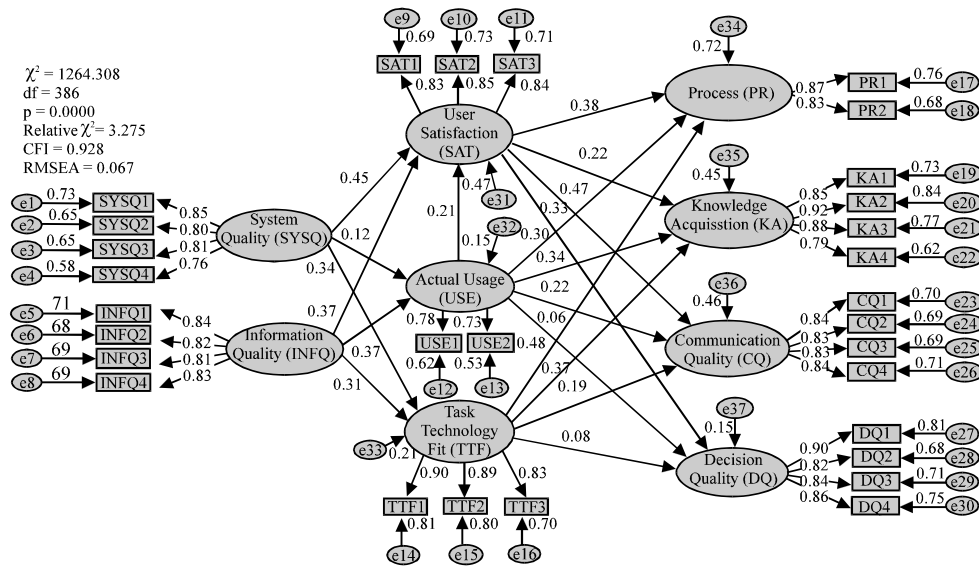 χ² = 1264.308
df = 386
p = 0.0000
Relative χ²= 3.275
CFI = 0.928
RMSEA = 0.067
e9
e10
e11
0.69
0.73
0.71
SAT1
SAT2
SAT3
0.83
0.85
0.84
User
Satisfaction
(SAT)
0.47
e31
e1
0.73
SYSQ1
0.85
e2
0.65
SYSQ2
0.80
e3
0.65
SYSQ3
0.81
e4
0.58
SYSQ4
0.76
System
Quality (SYSQ)
e5
71
INFQ1
0.84
e6
68
INFQ2
0.82
e7
69
INFQ3
0.81
e8
69
INFQ4
0.83
Information
Quality (INFQ)
0.45
0.12
0.34
0.37
0.37
0.31
0.21
0.15
e32
Actual Usage
(USE)
0.78
0.73
USE1
USE2
0.62
0.53
e12
e13
0.48
e33
0.21
Task
Technology
Fit (TTF)
0.90
0.89
0.83
TTF1
TTF2
TTF3
0.81
0.80
0.70
e14
e15
e16
0.38
0.22
0.47
0.33
0.30
0.34
0.22
0.06
0.37
0.19
0.08
e34
0.72
Process (PR)
0.87
PR1
0.76
e17
0.83
PR2
0.68
e18
e35
0.45
Knowledge
Acquisstion (KA)
0.85
KA1
0.73
e19
0.92
KA2
0.84
e20
0.88
KA3
0.77
e21
0.79
KA4
0.62
e22
e36
0.46
Communication
Quality (CQ)
0.84
CQ1
0.70
e23
0.83
CQ2
0.69
e24
0.83
CQ3
0.69
e25
0.84
CQ4
0.71
e26
e37
0.15
Decision
Quality (DQ)
0.90
DQ1
0.81
e27
0.82
DQ2
0.68
e28
0.84
DQ3
0.71
e29
0.86
DQ4
0.75
e30